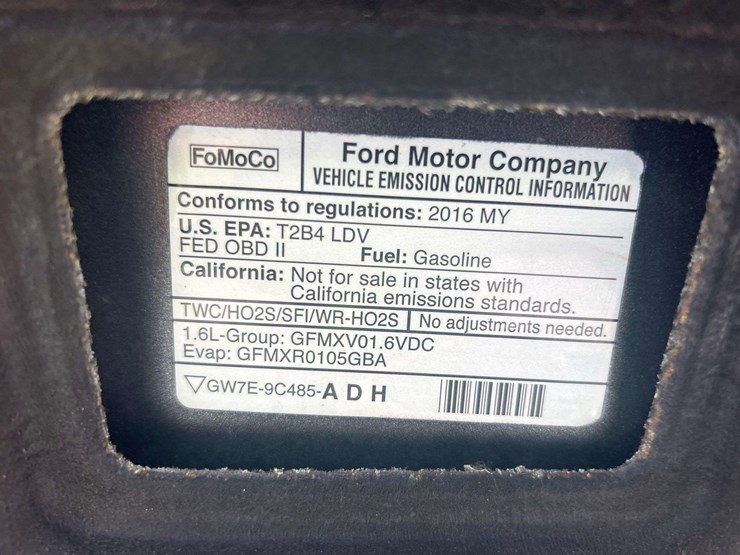 FoMoCo
Ford Motor Company
VEHICLE EMISSION CONTROL INFORMATION
Conforms to regulations: 2016 MY
U.S. EPA: T2B4 LDV
FED OBD II Fuel: Gasoline
California: Not for sale in states with
California emissions standards.
TWC/HO2S/SFI/WR-HO2S No adjustments needed.
1.6L-Group: GFMXV01.6VDC
Evap: GFMXR0105GBA
▽GW7E-9C485-A D H